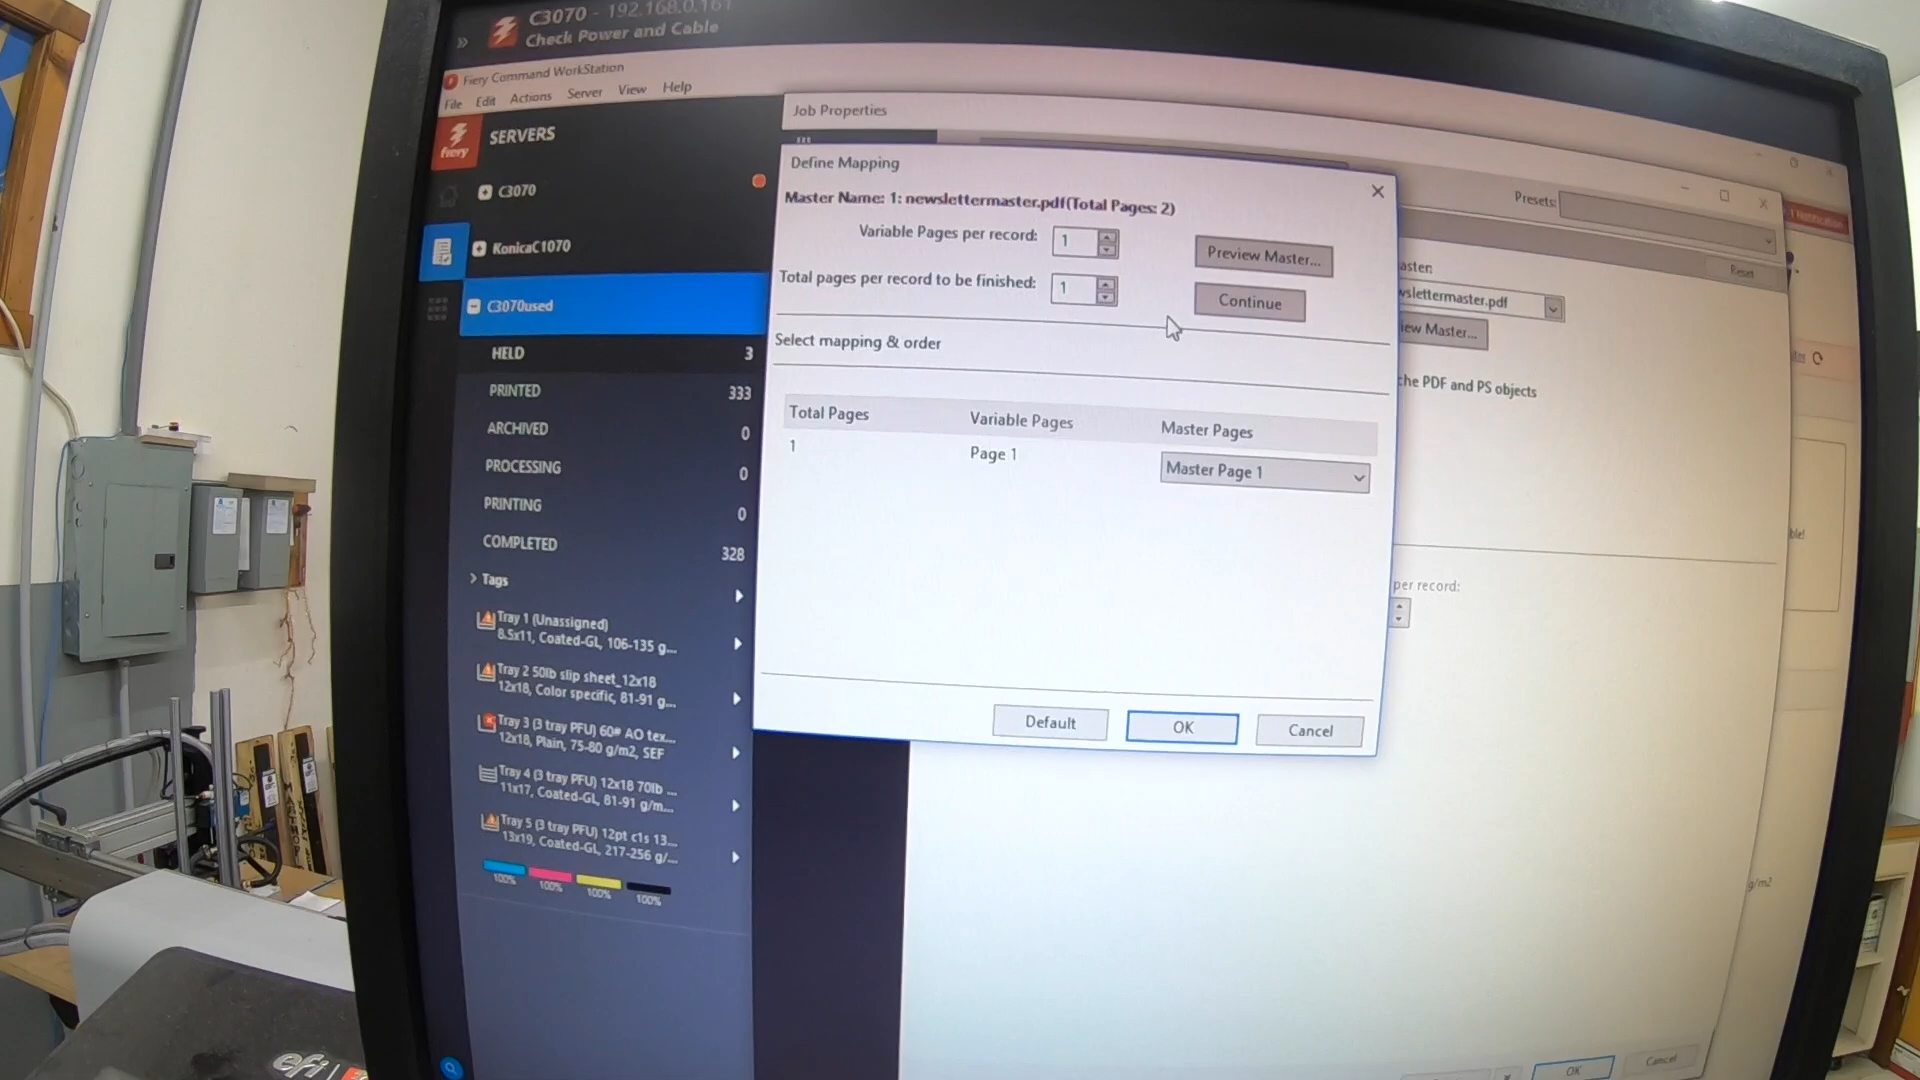 C3070 - 192.168.0.161
Check Power and Cable
Fiery Command WorkStation
File Edit Actions Server View Help
fiery
SERVERS
C3070
KonicaC1070
C3070used
HELD 3
PRINTED 333
ARCHIVED 0
PROCESSING 0
PRINTING 0
COMPLETED 328
Tags
Tray 1 (Unassigned)
8.5x11, Coated-GL, 106-135 g...
Tray 2 50lb slip sheet_12x18
12x18, Color specific, 81-91 g...
Tray 3 (3 tray PFU) 60# AO tex...
12x18, Plain, 75-80 g/m2, SEF
Tray 4 (3 tray PFU) 12x18 70lb ...
11x17, Coated-GL, 81-91 g/m...
Tray 5 (3 tray PFU) 12pt c1s 13...
13x19, Coated-GL, 217-256 g/...
100% 100% 100% 100%
Job Properties
Define Mapping
Master Name: 1: newslettermaster.pdf(Total Pages: 2)
Variable Pages per record: 1
Preview Master...
Total pages per record to be finished: 1
Continue
Select mapping & order
Total Pages Variable Pages Master Pages
1 Page 1 Master Page 1
Default OK Cancel
Presets:
Reset
aster:
wslettermaster.pdf
iew Master...
he PDF and PS objects
per record:
g/m2
OK Cancel
efi